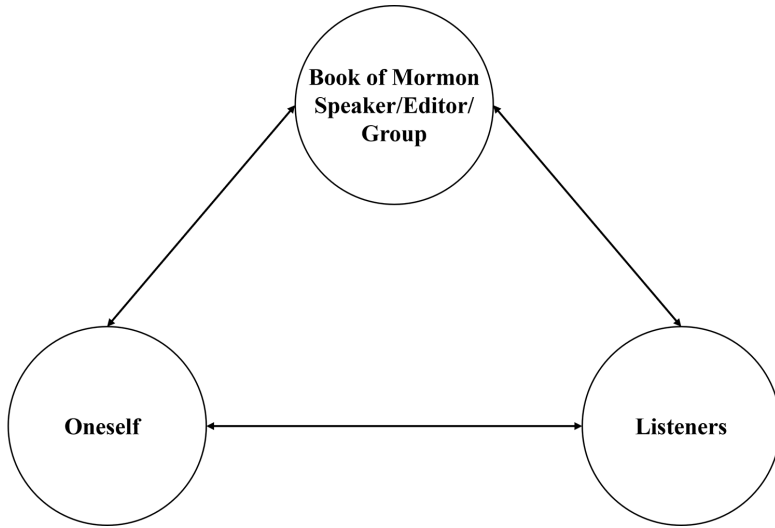 Book of Mormon
Speaker/Editor/
Group
Oneself
Listeners